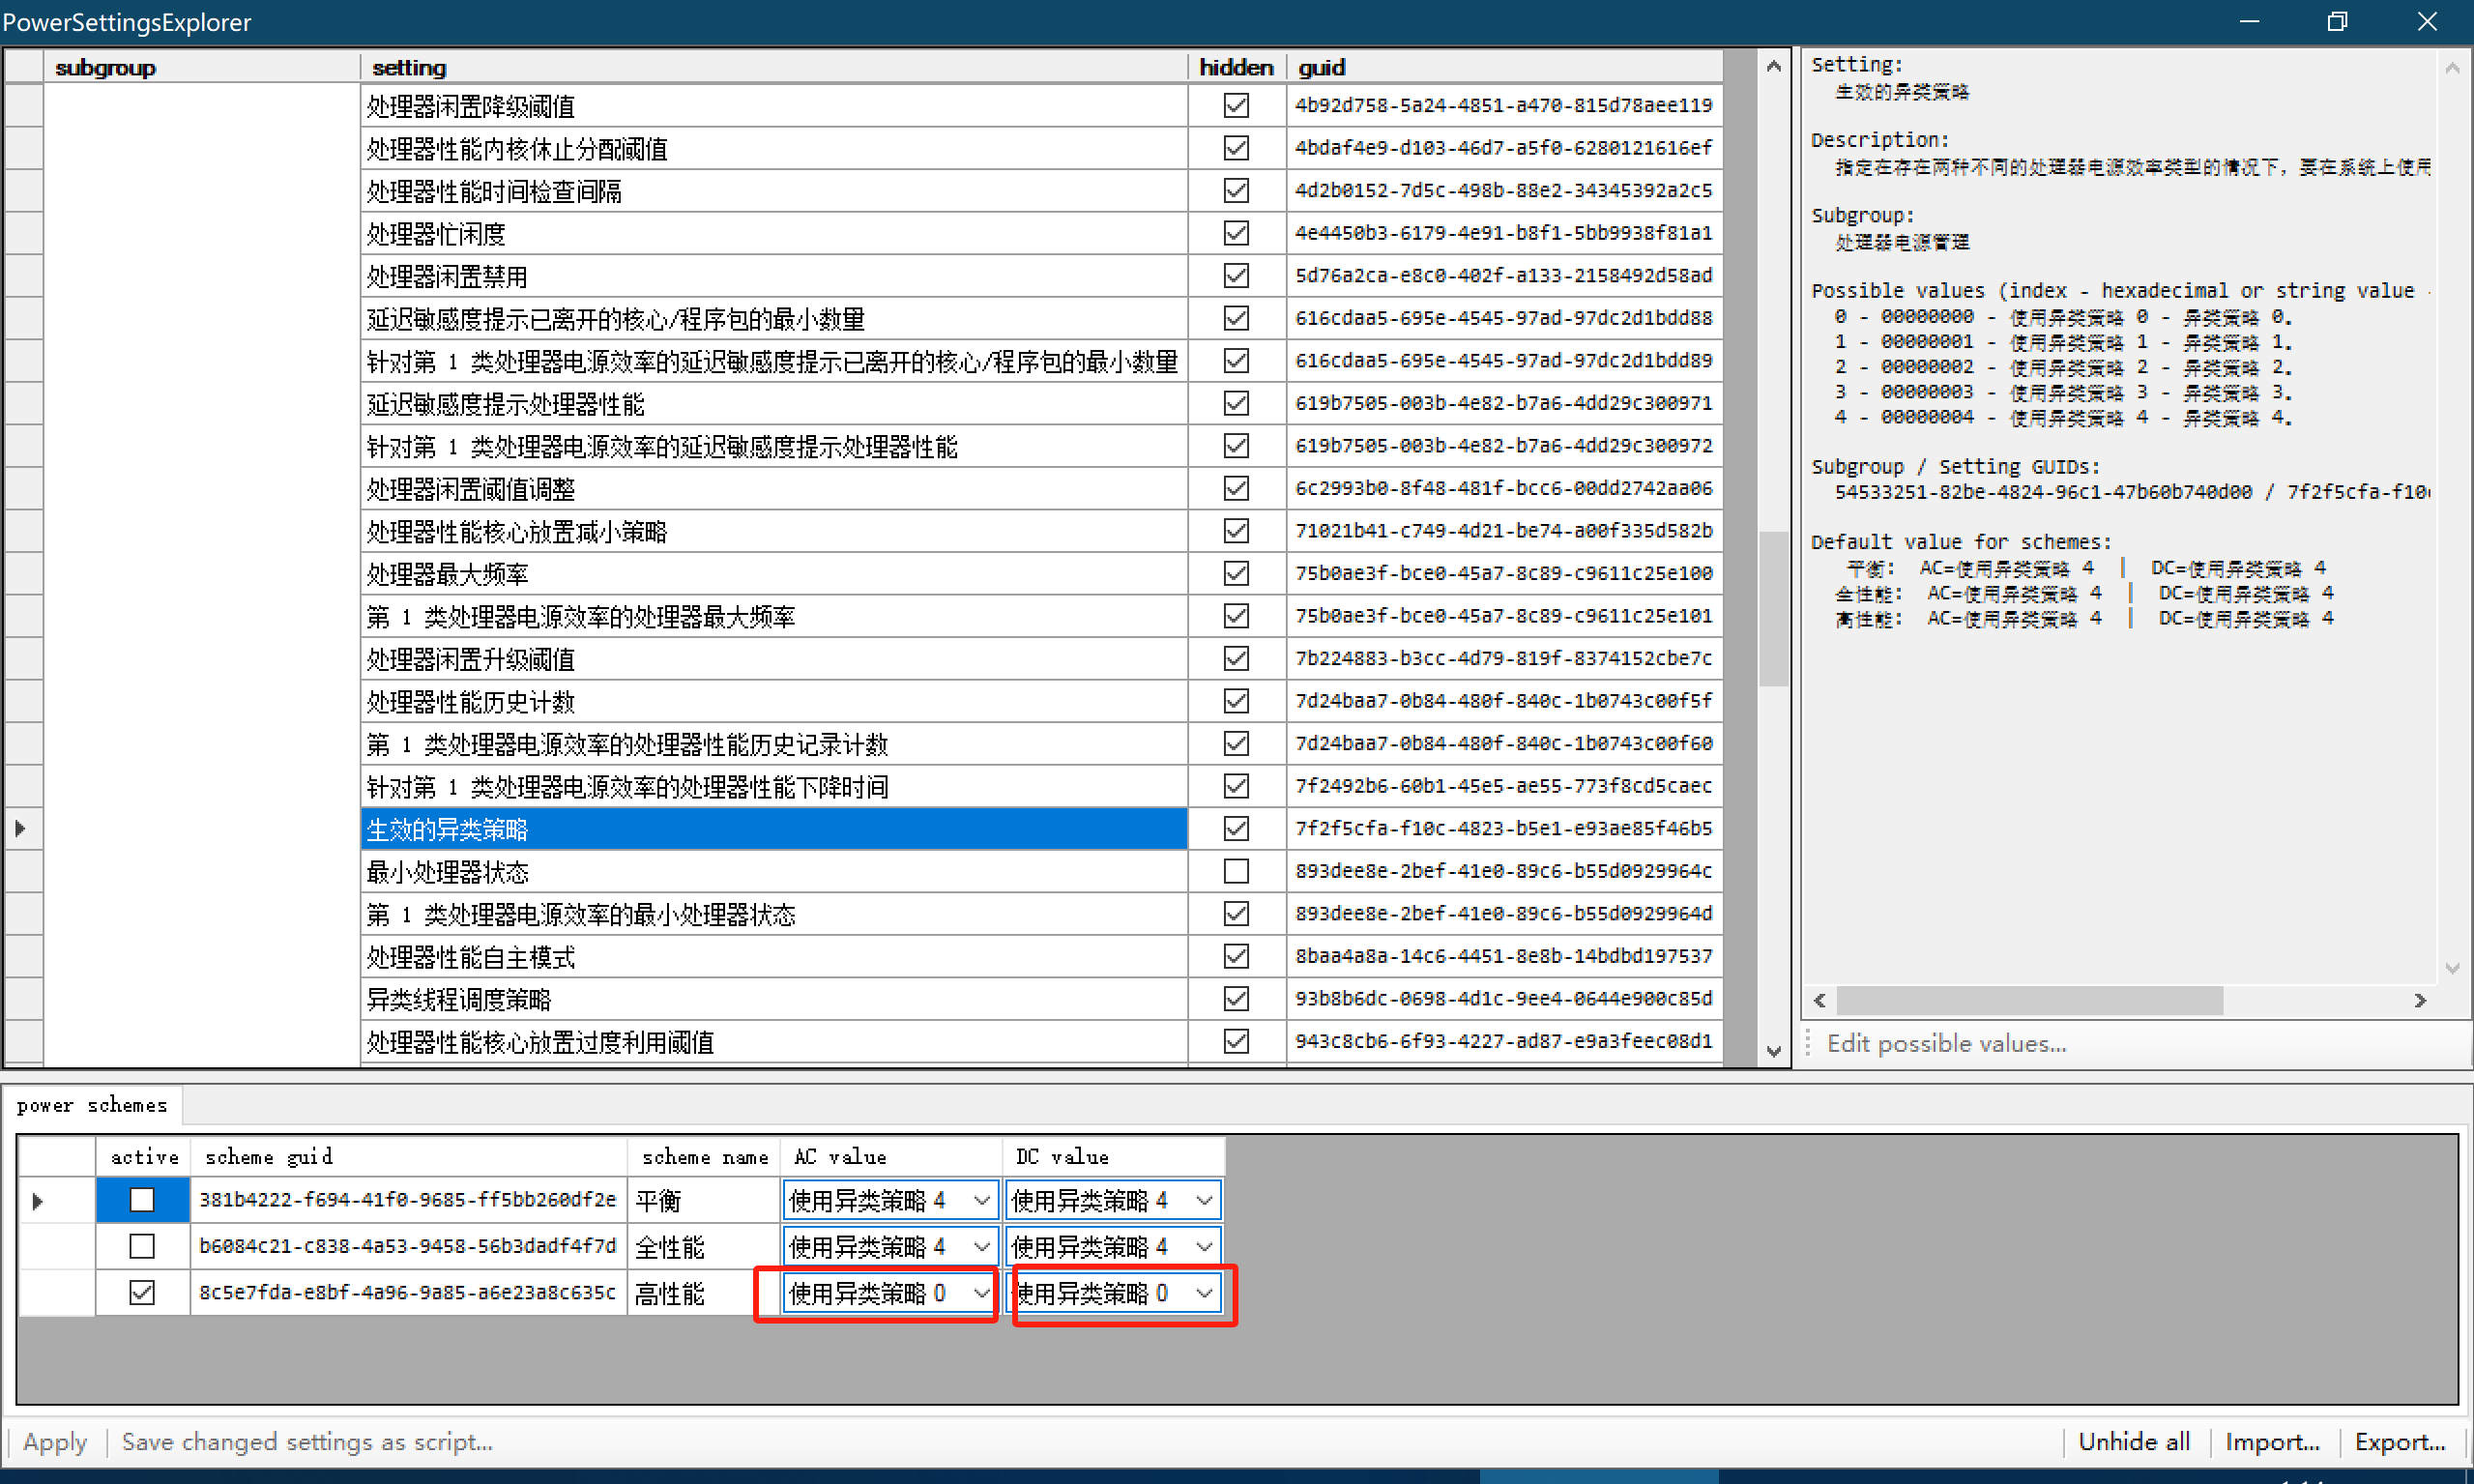 PowerSettingsExplorer
subgroup setting hidden guid
处理器闲置降级阈值 4b92d758-5a24-4851-a470-815d78aee119
处理器性能内核休止分配阈值 4bdaf4e9-d103-46d7-a5f0-6280121616ef
处理器性能时间检查间隔 4d2b0152-7d5c-498b-88e2-34345392a2c5
处理器忙闲度 4e4450b3-6179-4e91-b8f1-5bb9938f81a1
处理器闲置禁用 5d76a2ca-e8c0-402f-a133-2158492d58ad
延迟敏感度提示已离开的核心/程序包的最小数量 616cdaa5-695e-4545-97ad-97dc2d1bdd88
针对第 1 类处理器电源效率的延迟敏感度提示已离开的核心/程序包的最小数量 616cdaa5-695e-4545-97ad-97dc2d1bdd89
延迟敏感度提示处理器性能 619b7505-003b-4e82-b7a6-4dd29c300971
针对第 1 类处理器电源效率的延迟敏感度提示处理器性能 619b7505-003b-4e82-b7a6-4dd29c300972
处理器闲置阈值调整 6c2993b0-8f48-481f-bcc6-00dd2742aa06
处理器性能核心放置减小策略 71021b41-c749-4d21-be74-a00f335d582b
处理器最大频率 75b0ae3f-bce0-45a7-8c89-c9611c25e100
第 1 类处理器电源效率的处理器最大频率 75b0ae3f-bce0-45a7-8c89-c9611c25e101
处理器闲置升级阈值 7b224883-b3cc-4d79-819f-8374152cbe7c
处理器性能历史计数 7d24baa7-0b84-480f-840c-1b0743c00f5f
第 1 类处理器电源效率的处理器性能历史记录计数 7d24baa7-0b84-480f-840c-1b0743c00f60
针对第 1 类处理器电源效率的处理器性能下降时间 7f2492b6-60b1-45e5-ae55-773f8cd5caec
生效的异类策略 7f2f5cfa-f10c-4823-b5e1-e93ae85f46b5
最小处理器状态 893dee8e-2bef-41e0-89c6-b55d0929964c
第 1 类处理器电源效率的最小处理器状态 893dee8e-2bef-41e0-89c6-b55d0929964d
处理器性能自主模式 8baa4a8a-14c6-4451-8e8b-14bdbd197537
异类线程调度策略 93b8b6dc-0698-4d1c-9ee4-0644e900c85d
处理器性能核心放置过度利用阈值 943c8cb6-6f93-4227-ad87-e9a3feec08d1
Setting:
生效的异类策略
Description:
指定在存在两种不同的处理器电源效率类型的情况下，要在系统上使用
Subgroup:
处理器电源管理
Possible values (index - hexadecimal or string value -
0 - 00000000 - 使用异类策略 0 - 异类策略 0.
1 - 00000001 - 使用异类策略 1 - 异类策略 1.
2 - 00000002 - 使用异类策略 2 - 异类策略 2.
3 - 00000003 - 使用异类策略 3 - 异类策略 3.
4 - 00000004 - 使用异类策略 4 - 异类策略 4.
Subgroup / Setting GUIDs:
54533251-82be-4824-96c1-47b60b740d00 / 7f2f5cfa-f10
Default value for schemes:
平衡: AC=使用异类策略 4 | DC=使用异类策略 4
全性能: AC=使用异类策略 4 | DC=使用异类策略 4
高性能: AC=使用异类策略 4 | DC=使用异类策略 4
Edit possible values...
power schemes
active scheme guid scheme name AC value DC value
381b4222-f694-41f0-9685-ff5bb260df2e 平衡 使用异类策略 4 使用异类策略 4
b6084c21-c838-4a53-9458-56b3dadf4f7d 全性能 使用异类策略 4 使用异类策略 4
8c5e7fda-e8bf-4a96-9a85-a6e23a8c635c 高性能 使用异类策略 0 使用异类策略 0
Apply Save changed settings as script... Unhide all Import... Export...